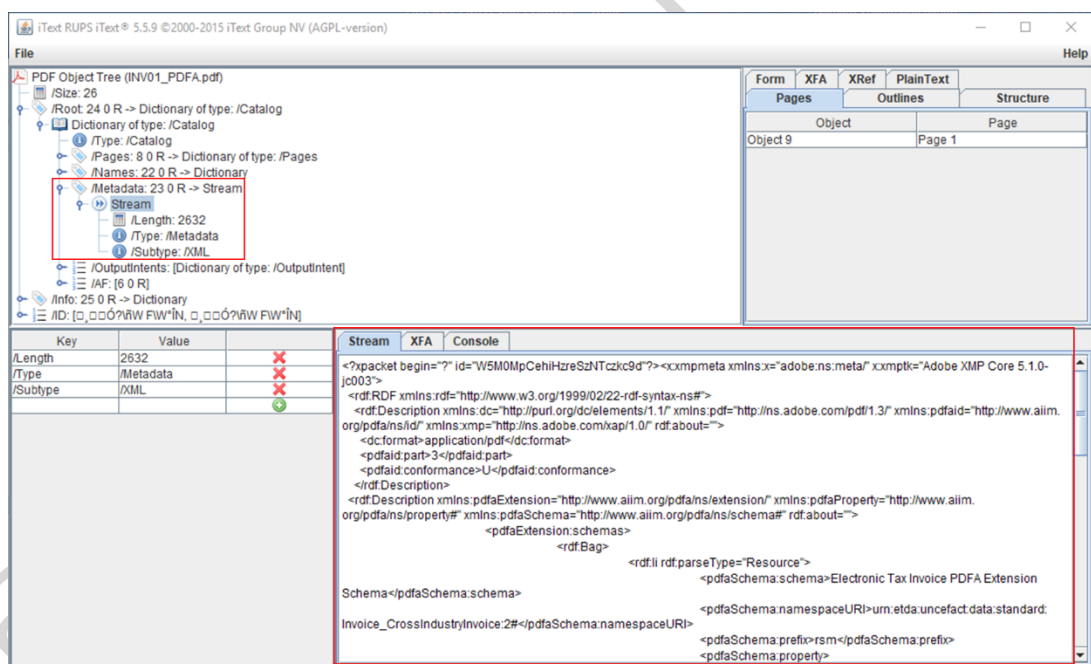 iText RUPS iText® 5.5.9 ©2000-2015 iText Group NV (AGPL-version)
File
Help
PDF Object Tree (INV01_PDFA.pdf)
/Size: 26
/Root: 24 0 R -> Dictionary of type: /Catalog
Dictionary of type: /Catalog
/Type: /Catalog
/Pages: 8 0 R -> Dictionary of type: /Pages
/Names: 22 0 R -> Dictionary
/Metadata: 23 0 R -> Stream
Stream
/Length: 2632
/Type: /Metadata
/Subtype: /XML
/OutputIntents: [Dictionary of type: /OutputIntent]
/AF: [6 0 R]
/Info: 25 0 R -> Dictionary
/ID:
Form XFA XRef PlainText
Pages Outlines Structure
Object Page
Object 9 Page 1
Key Value
/Length 2632
/Type /Metadata
/Subtype /XML
Stream XFA Console
<?xpacket begin="?" id="W5M0MpCehiHzreSzNTczkc9d"?><x:xmpmeta xmlns:x="adobe:ns:meta/" x:xmptk="Adobe XMP Core 5.1.0-
jc003">
<rdf:RDF xmlns:rdf="http://www.w3.org/1999/02/22-rdf-syntax-ns#">
<rdf:Description xmlns:dc="http://purl.org/dc/elements/1.1/" xmlns:pdf="http://ns.adobe.com/pdf/1.3/" xmlns:pdfaid="http://www.aiim.
org/pdfa/ns/id/" xmlns:xmp="http://ns.adobe.com/xap/1.0/" rdf:about="">
<dc:format>application/pdf</dc:format>
<pdfaid:part>3</pdfaid:part>
<pdfaid:conformance>U</pdfaid:conformance>
</rdf:Description>
<rdf:Description xmlns:pdfaExtension="http://www.aiim.org/pdfa/ns/extension/" xmlns:pdfaProperty="http://www.aiim.
org/pdfa/ns/property#" xmlns:pdfaSchema="http://www.aiim.org/pdfa/ns/schema#" rdf:about="">
<pdfaExtension:schemas>
<rdf:Bag>
<rdf:li rdf:parseType="Resource">
<pdfaSchema:schema>Electronic Tax Invoice PDFA Extension
Schema</pdfaSchema:schema>
<pdfaSchema:namespaceURI>urn:etda:uncefact:data:standard:
Invoice_CrossIndustryInvoice:2#</pdfaSchema:namespaceURI>
<pdfaSchema:prefix>rsm</pdfaSchema:prefix>
<pdfaSchema:property>